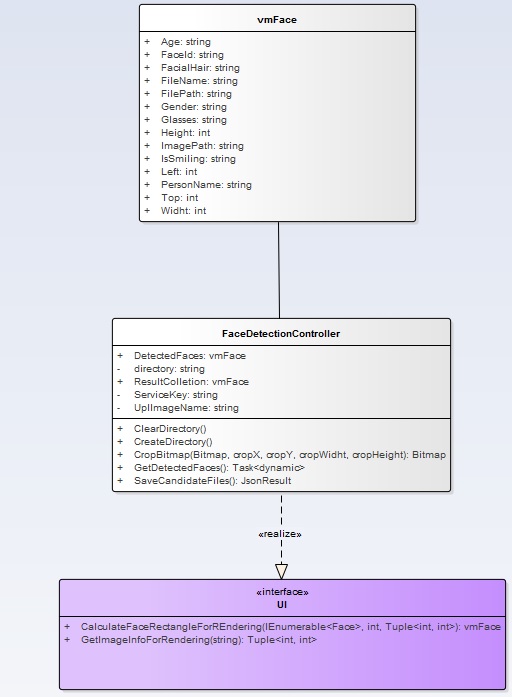 vmFace
+ Age: string
+ FaceId: string
+ FacialHair: string
+ FileName: string
+ FilePath: string
+ Gender: string
+ Glasses: string
+ Height: int
+ ImagePath: string
+ IsSmiling: string
+ Left: int
+ PersonName: string
+ Top: int
+ Widht: int
FaceDetectionController
+ DetectedFaces: vmFace
- directory: string
+ ResultColletion: vmFace
- ServiceKey: string
- UplImageName: string
+ ClearDirectory()
+ CreateDirectory()
+ CropBitmap(Bitmap, cropX, cropY, cropWidht, cropHeight): Bitmap
+ GetDetectedFaces(): Task<dynamic>
+ SaveCandidateFiles(): JsonResult
«realize»
«interface»
UI
+ CalculateFaceRectangleForREndering(IEnumerable<Face>, int, Tuple<int, int>): vmFace
+ GetImageInfoForRendering(string): Tuple<int, int>